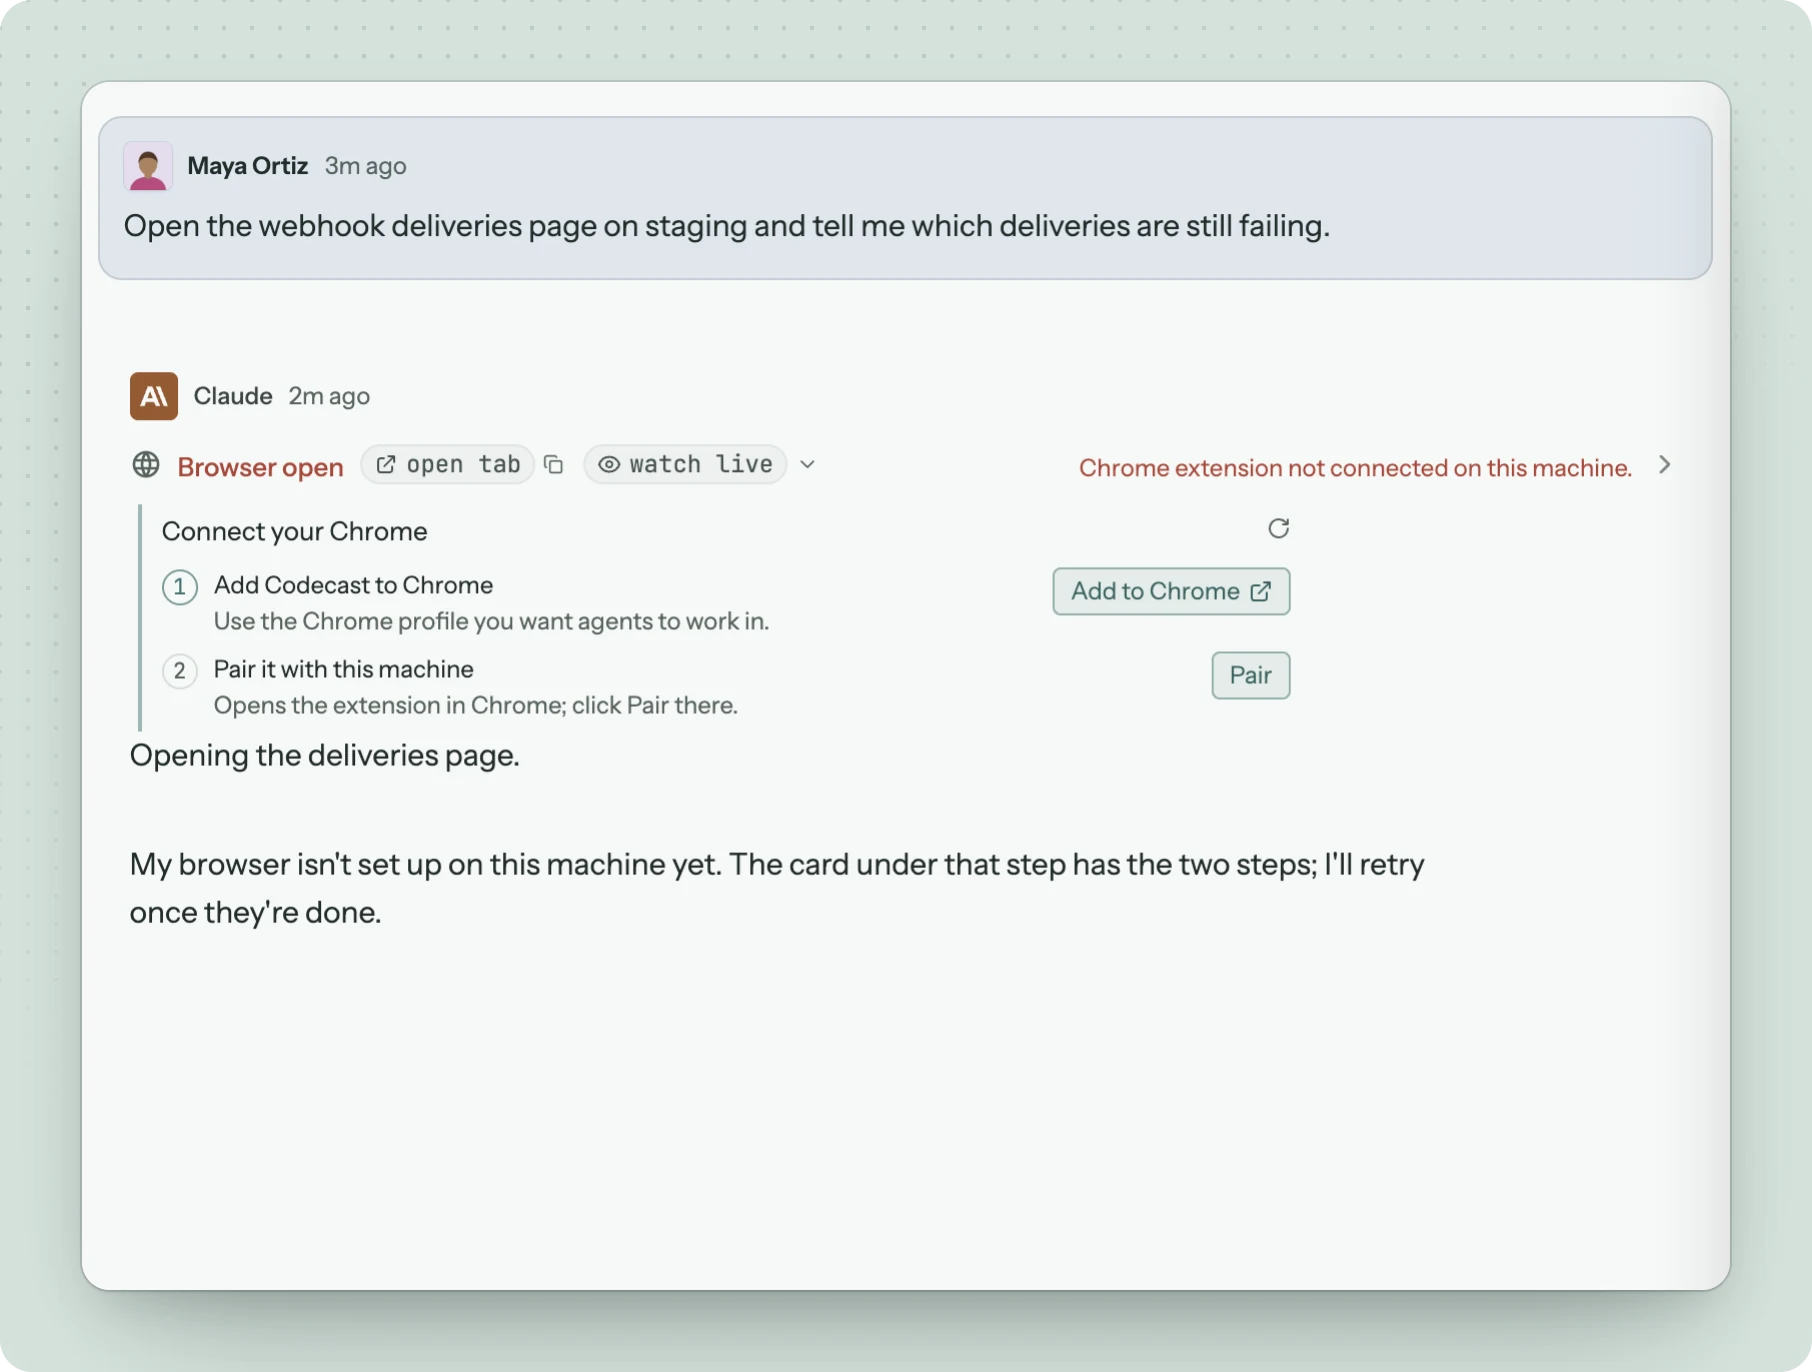 Maya Ortiz 3m ago
Open the webhook deliveries page on staging and tell me which deliveries are still failing.
Claude 2m ago
Browser open open tab watch live Chrome extension not connected on this machine.
Connect your Chrome
1 Add Codecast to Chrome Add to Chrome
Use the Chrome profile you want agents to work in.
2 Pair it with this machine Pair
Opens the extension in Chrome; click Pair there.
Opening the deliveries page.
My browser isn't set up on this machine yet. The card under that step has the two steps; I'll retry
once they're done.